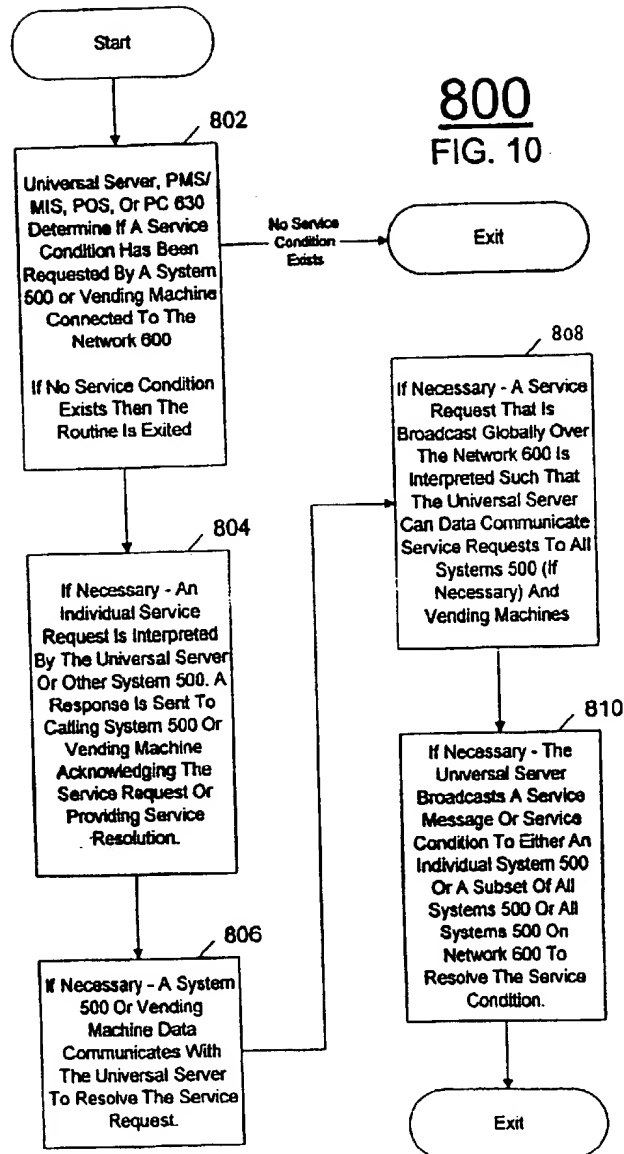 Start
800
FIG. 10
802
Universal Server, PMS/
MIS, POS, Or PC 630
Determine If A Service
Condition Has Been
Requested By A System
500 or Vending Machine
Connected To The
Network 600
If No Service Condition
Exists Then The
Routine Is Exited
No Service
Condition
Exists
Exit
804
If Necessary - An
Individual Service
Request Is Interpreted
By The Universal Server
Or Other System 500. A
Response Is Sent To
Calling System 500 Or
Vending Machine
Acknowledging The
Service Request Or
Providing Service
Resolution.
806
If Necessary - A System
500 Or Vending
Machine Data
Communicates With
The Universal Server
To Resolve The Service
Request.
808
If Necessary - A Service
Request That Is
Broadcast Globally Over
The Network 600 Is
Interpreted Such That
The Universal Server
Can Data Communicate
Service Requests To All
Systems 500 (If
Necessary) And
Vending Machines
810
If Necessary - The
Universal Server
Broadcasts A Service
Message Or Service
Condition To Either An
Individual System 500
Or A Subset Of All
Systems 500 Or All
Systems 500 On
Network 600 To
Resolve The Service
Condition.
Exit